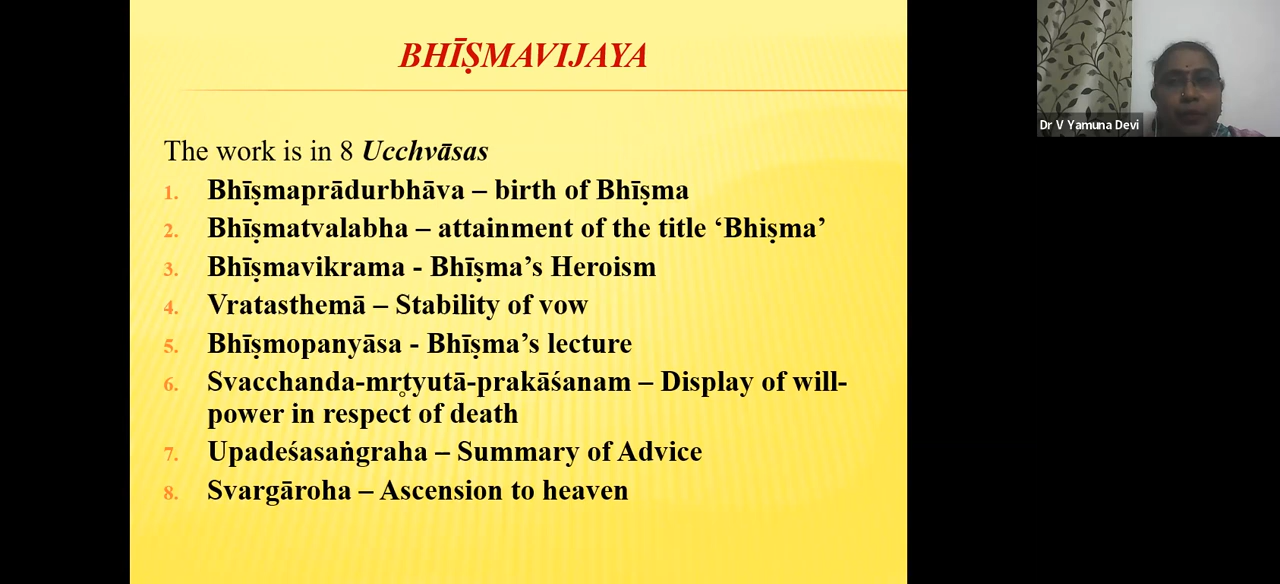 BHĪṢMAVIJAYA
The work is in 8 Ucchvāsas
1. Bhīṣmaprādurbhāva – birth of Bhīṣma
2. Bhīṣmatvalabha – attainment of the title ‘Bhiṣma’
3. Bhīṣmavikrama - Bhīṣma’s Heroism
4. Vratasthemā – Stability of vow
5. Bhīṣmopanyāsa - Bhīṣma’s lecture
6. Svacchanda-mr̥tyutā-prakāśanam – Display of will-
power in respect of death
7. Upadeśasaṅgraha – Summary of Advice
8. Svargāroha – Ascension to heaven
Dr V Yamuna Devi